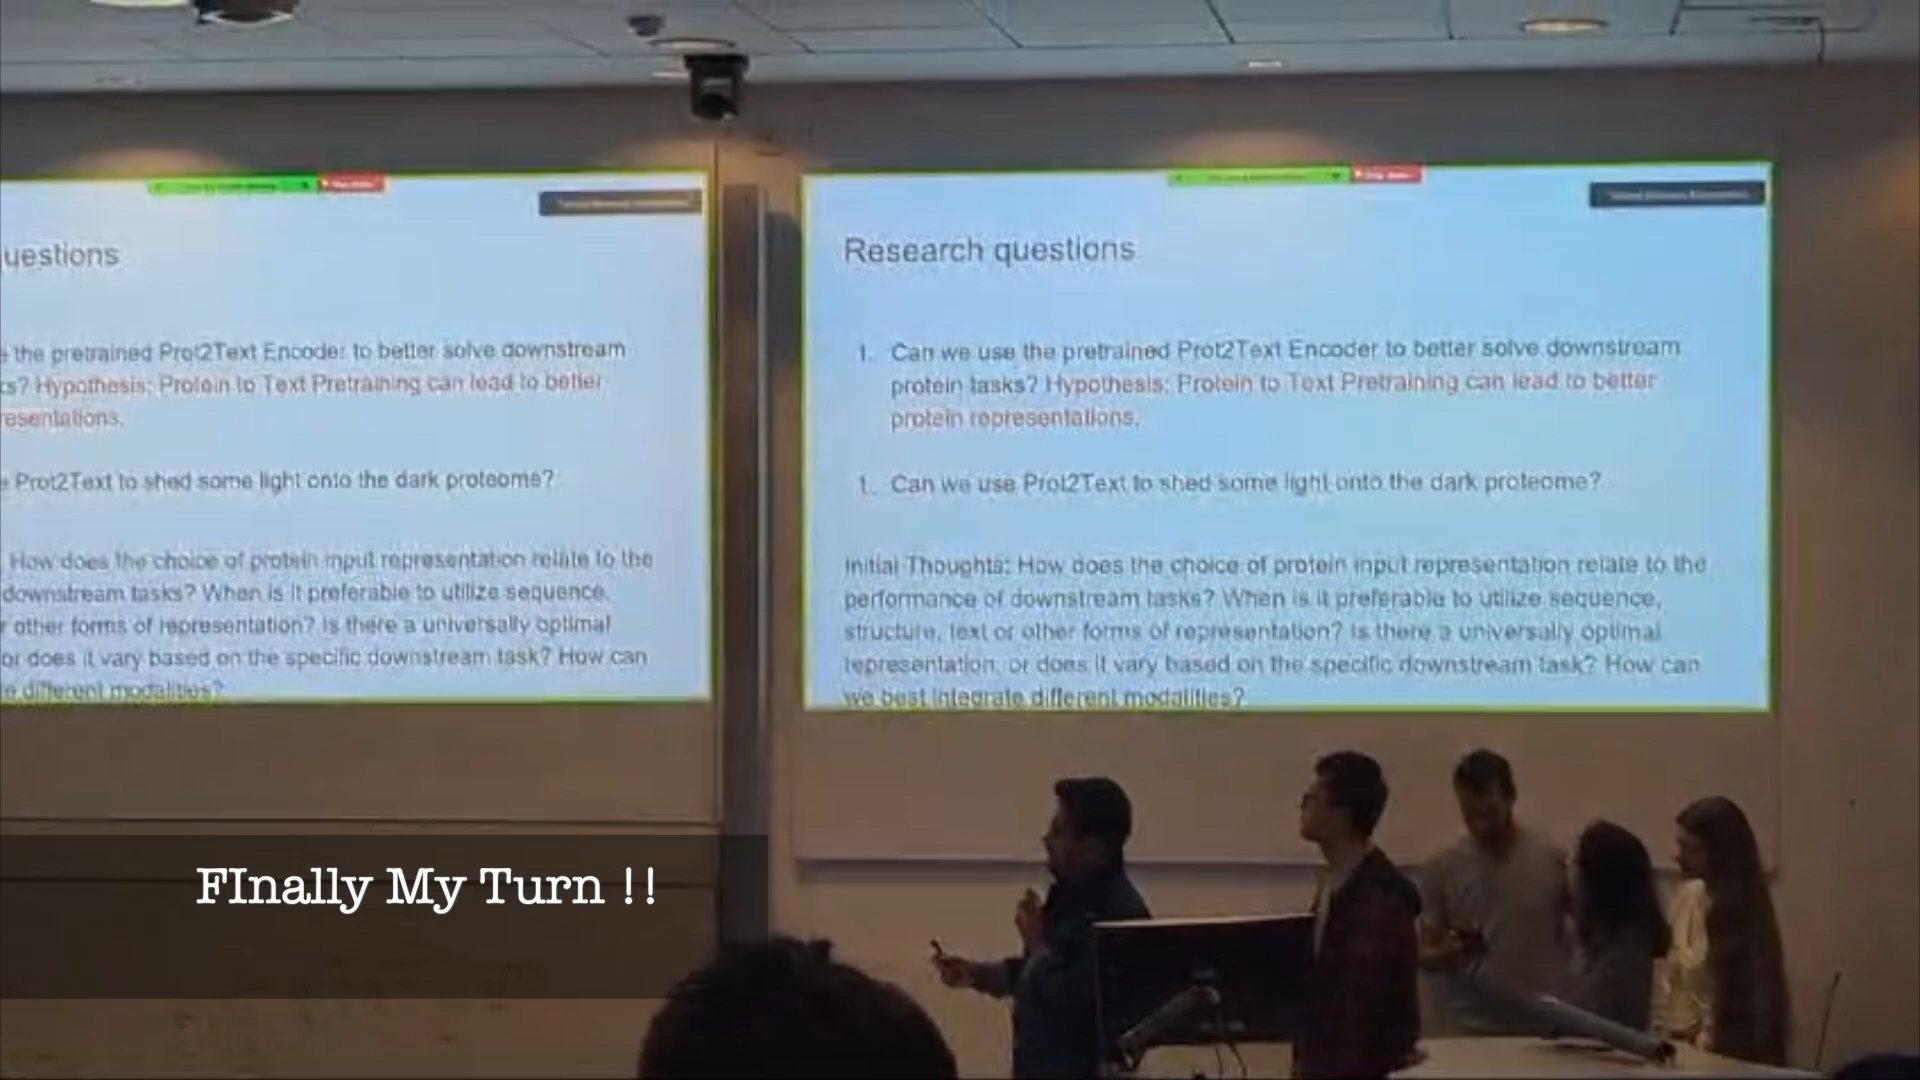 uestions
e the pretrained Prot2Text Encoder to better solve downstream
ks? Hypothesis: Protein to Text Pretraining can lead to better
resentations.
e Prot2Text to shed some light onto the dark proteome?
How does the choice of protein input representation relate to the
downstream tasks? When is it preferable to utilize sequence,
r other forms of representation? Is there a universally optimal
or does it vary based on the specific downstream task? How can
e different modalities?
Research questions
1. Can we use the pretrained Prot2Text Encoder to better solve downstream
protein tasks? Hypothesis: Protein to Text Pretraining can lead to better
protein representations.
1. Can we use Prot2Text to shed some light onto the dark proteome?
Initial Thoughts: How does the choice of protein input representation relate to the
performance of downstream tasks? When is it preferable to utilize sequence,
structure, text or other forms of representation? Is there a universally optimal
representation, or does it vary based on the specific downstream task? How can
we best integrate different modalities?
FInally My Turn !!